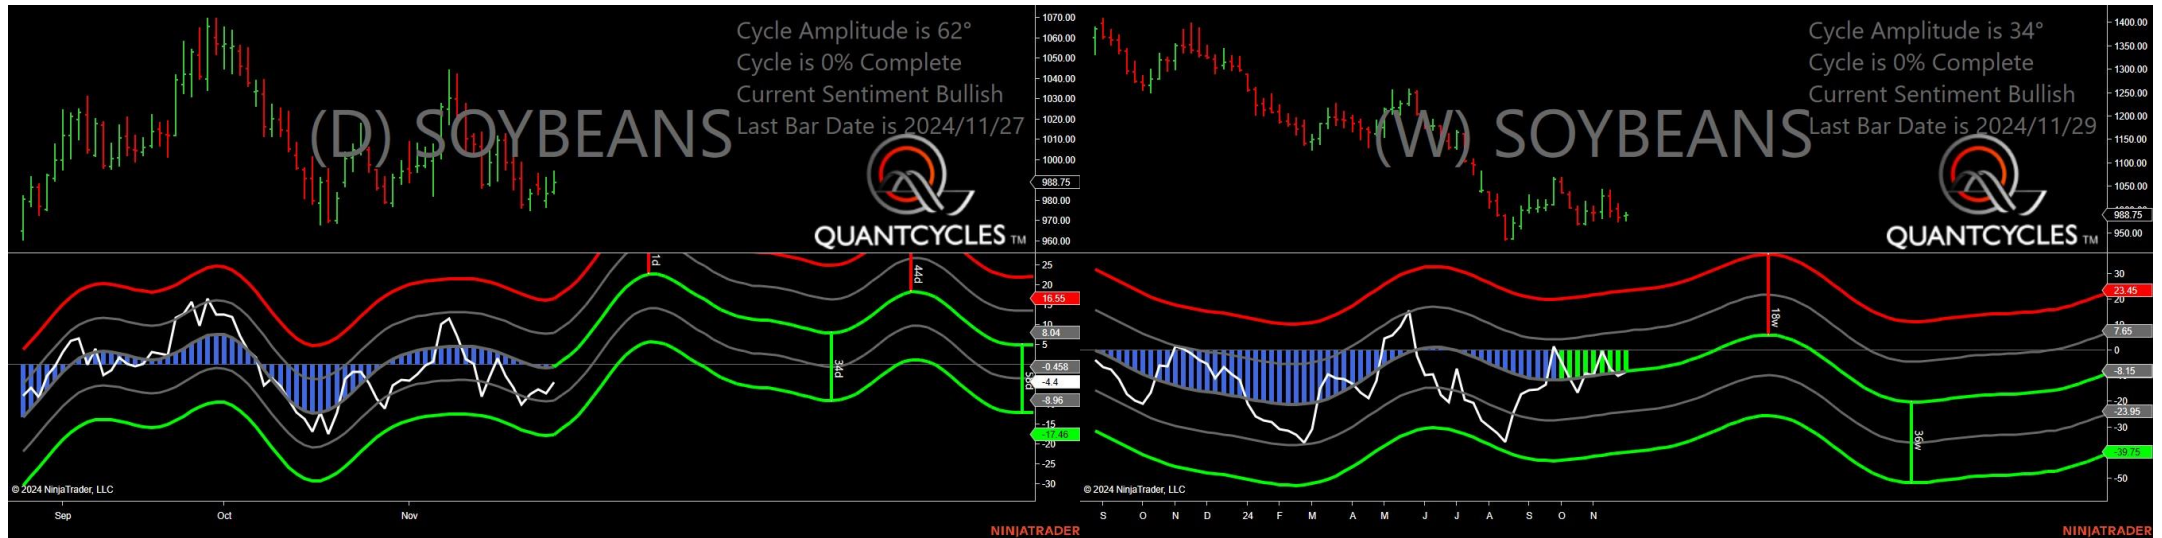 Cycle Amplitude is 62°
Cycle is 0% Complete
Current Sentiment Bullish
Last Bar Date is 2024/11/27
(D) SOYBEANS
QUANTCYCLES TM
1070.00
1060.00
1050.00
1040.00
1030.00
1020.00
1010.00
1000.00
988.75
980.00
970.00
960.00
25
20
16.55
10
8.04
5
-0.458
-4.4
-8.96
-15
-17.46
-20
-25
-30
1d
34d
44d
© 2024 NinjaTrader, LLC
Sep
Oct
Nov
NINJATRADER
Cycle Amplitude is 34°
Cycle is 0% Complete
Current Sentiment Bullish
Last Bar Date is 2024/11/29
(W) SOYBEANS
QUANTCYCLES TM
1400.00
1350.00
1300.00
1250.00
1200.00
1150.00
1100.00
1050.00
988.75
950.00
30
23.45
20
7.65
0
-8.15
-20
-23.95
-30
-39.75
-50
18w
36w
© 2024 NinjaTrader, LLC
S
O
N
D
24
F
M
A
M
J
J
A
S
O
N
NINJATRADER